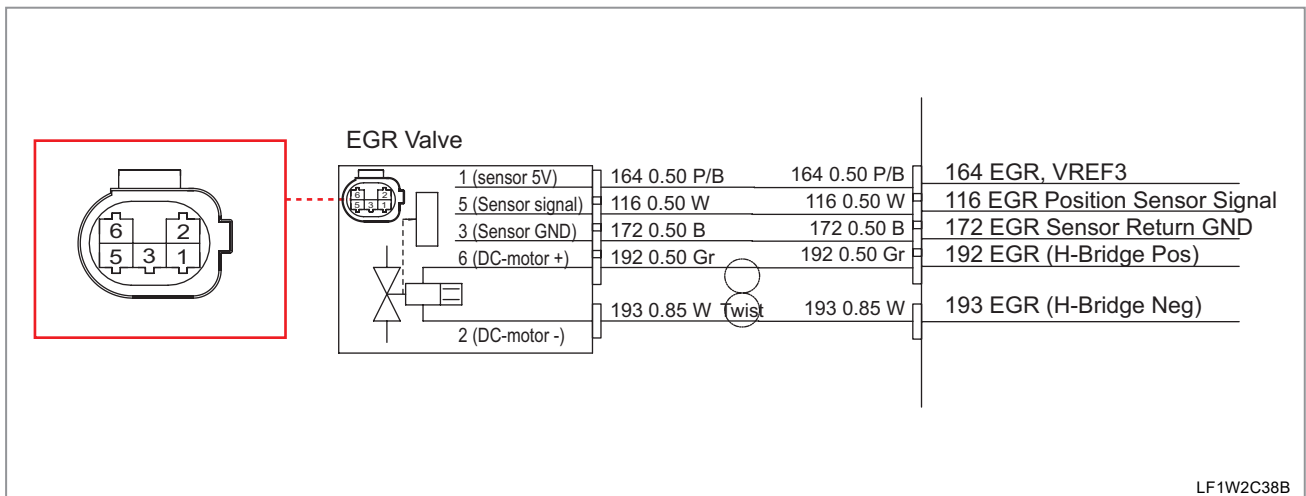 EGR Valve
6 2
5 3 1
6 2
5 3 1
1 (sensor 5V) 164 0.50 P/B 164 0.50 P/B 164 EGR, VREF3
5 (Sensor signal) 116 0.50 W 116 0.50 W 116 EGR Position Sensor Signal
3 (Sensor GND) 172 0.50 B 172 0.50 B 172 EGR Sensor Return GND
6 (DC-motor +) 192 0.50 Gr 192 0.50 Gr 192 EGR (H-Bridge Pos)
193 0.85 W Twist 193 0.85 W 193 EGR (H-Bridge Neg)
2 (DC-motor -)
LF1W2C38B